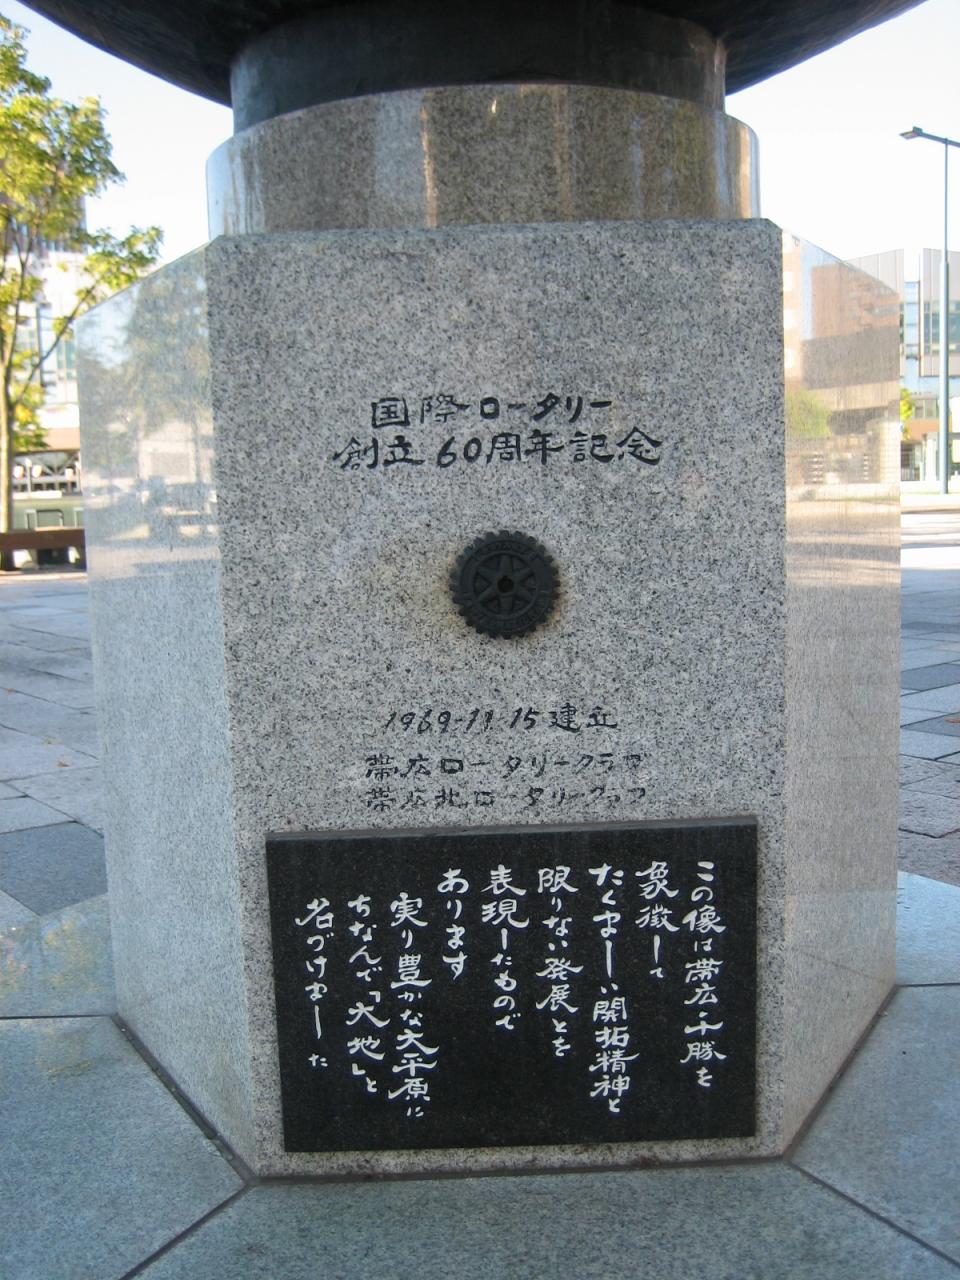 国際ロータリー
創立60周年記念
1969-11.15建立
帯広ロータリークラブ
帯広北ロータリークラブ
この像は帯広、十勝を
象徴して
たくましい開拓精神と
限りない発展とを
表現したもので
あります
実り豊かな大平原に
ちなんで「大地」と
名づけました